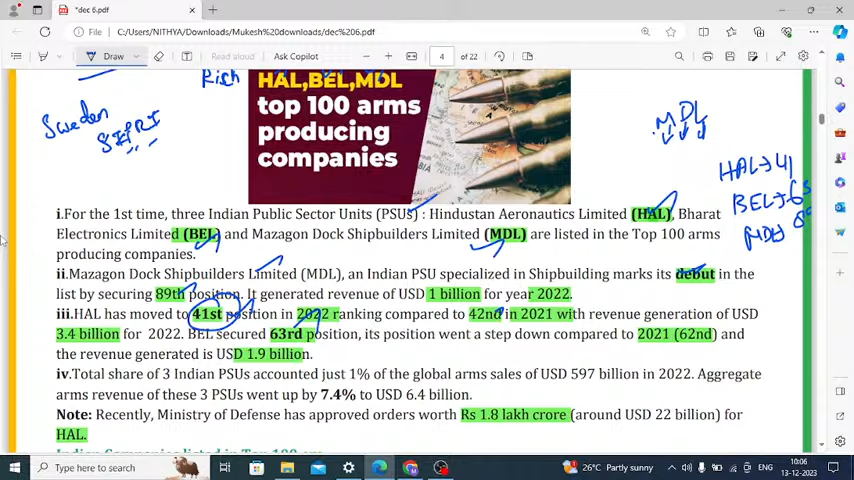 *dec 6.pdf
File C:/Users/NITHYA/Downloads/Mukesh%20downloads/dec%206.pdf
Draw Read aloud Ask Copilot 4 of 22
Rich
Sweden
SIPRI
HAL,BEL,MDL
top 100 arms
producing
companies
MDL
HAL→41
BEL→63
MDL 89
i.For the 1st time, three Indian Public Sector Units (PSUs) : Hindustan Aeronautics Limited (HAL), Bharat
Electronics Limited (BEL) and Mazagon Dock Shipbuilders Limited (MDL) are listed in the Top 100 arms
producing companies.
ii.Mazagon Dock Shipbuilders Limited (MDL), an Indian PSU specialized in Shipbuilding marks its debut in the
list by securing 89th position. It generated revenue of USD 1 billion for year 2022.
iii.HAL has moved to 41st position in 2022 ranking compared to 42nd in 2021 with revenue generation of USD
3.4 billion for 2022. BEL secured 63rd position, its position went a step down compared to 2021 (62nd) and
the revenue generated is USD 1.9 billion.
iv.Total share of 3 Indian PSUs accounted just 1% of the global arms sales of USD 597 billion in 2022. Aggregate
arms revenue of these 3 PSUs went up by 7.4% to USD 6.4 billion.
Note: Recently, Ministry of Defense has approved orders worth Rs 1.8 lakh crore (around USD 22 billion) for
HAL.
Indian Companies listed in Top 100
Type here to search
26°C Partly sunny ENG 10:06
13-12-2023